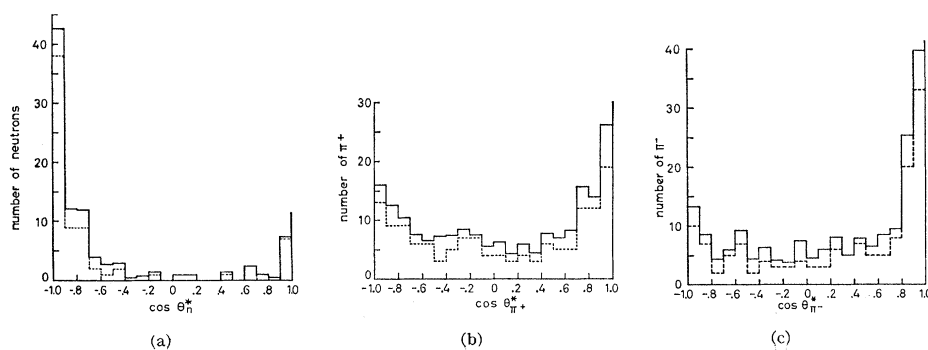 number of neutrons
40
30
20
10
0
-1.0 -.8 -.6 -.4 -.2 0 .2 .4 .6 .8 1.0
cos θ*n
(a)
number of π+
30
20
10
0
-1.0 -.8 -.6 -.4 -.2 0 .2 .4 .6 .8 1.0
cos θ*π+
(b)
number of π-
40
30
20
10
0
-1.0 -.8 -.6 -.4 -.2 0 .2 .4 .6 .8 1.0
cos θ*π-
(c)